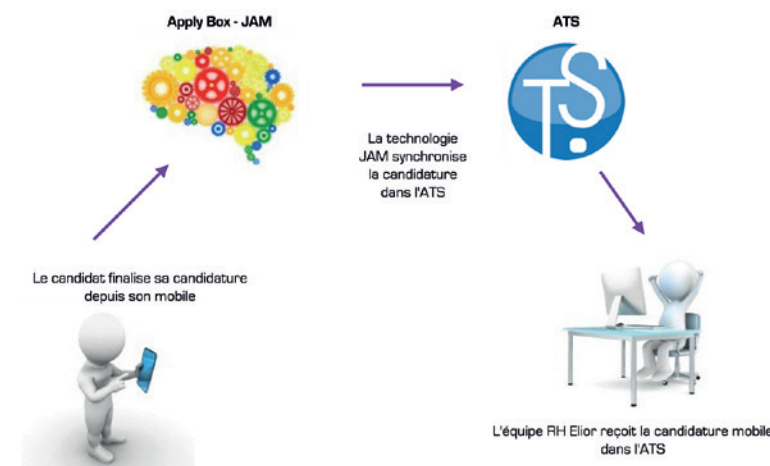 Apply Box - JAM
ATS
TS.
La technologie
JAM synchronise
la candidature
dans l'ATS
Le candidat finalise sa candidature
depuis son mobile
L'équipe RH Elior reçoit la candidature mobile
dans l'ATS